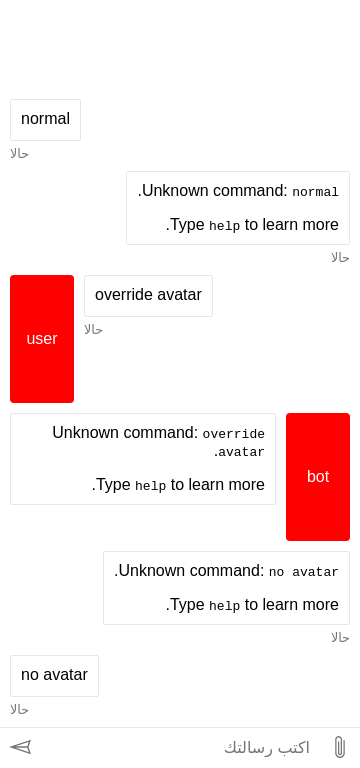 normal
حالا
.Unknown command: normal
.Type help to learn more
حالا
user
override avatar
حالا
Unknown command: override
.avatar
.Type help to learn more
bot
.Unknown command: no avatar
.Type help to learn more
حالا
no avatar
حالا
اكتب رسالتك